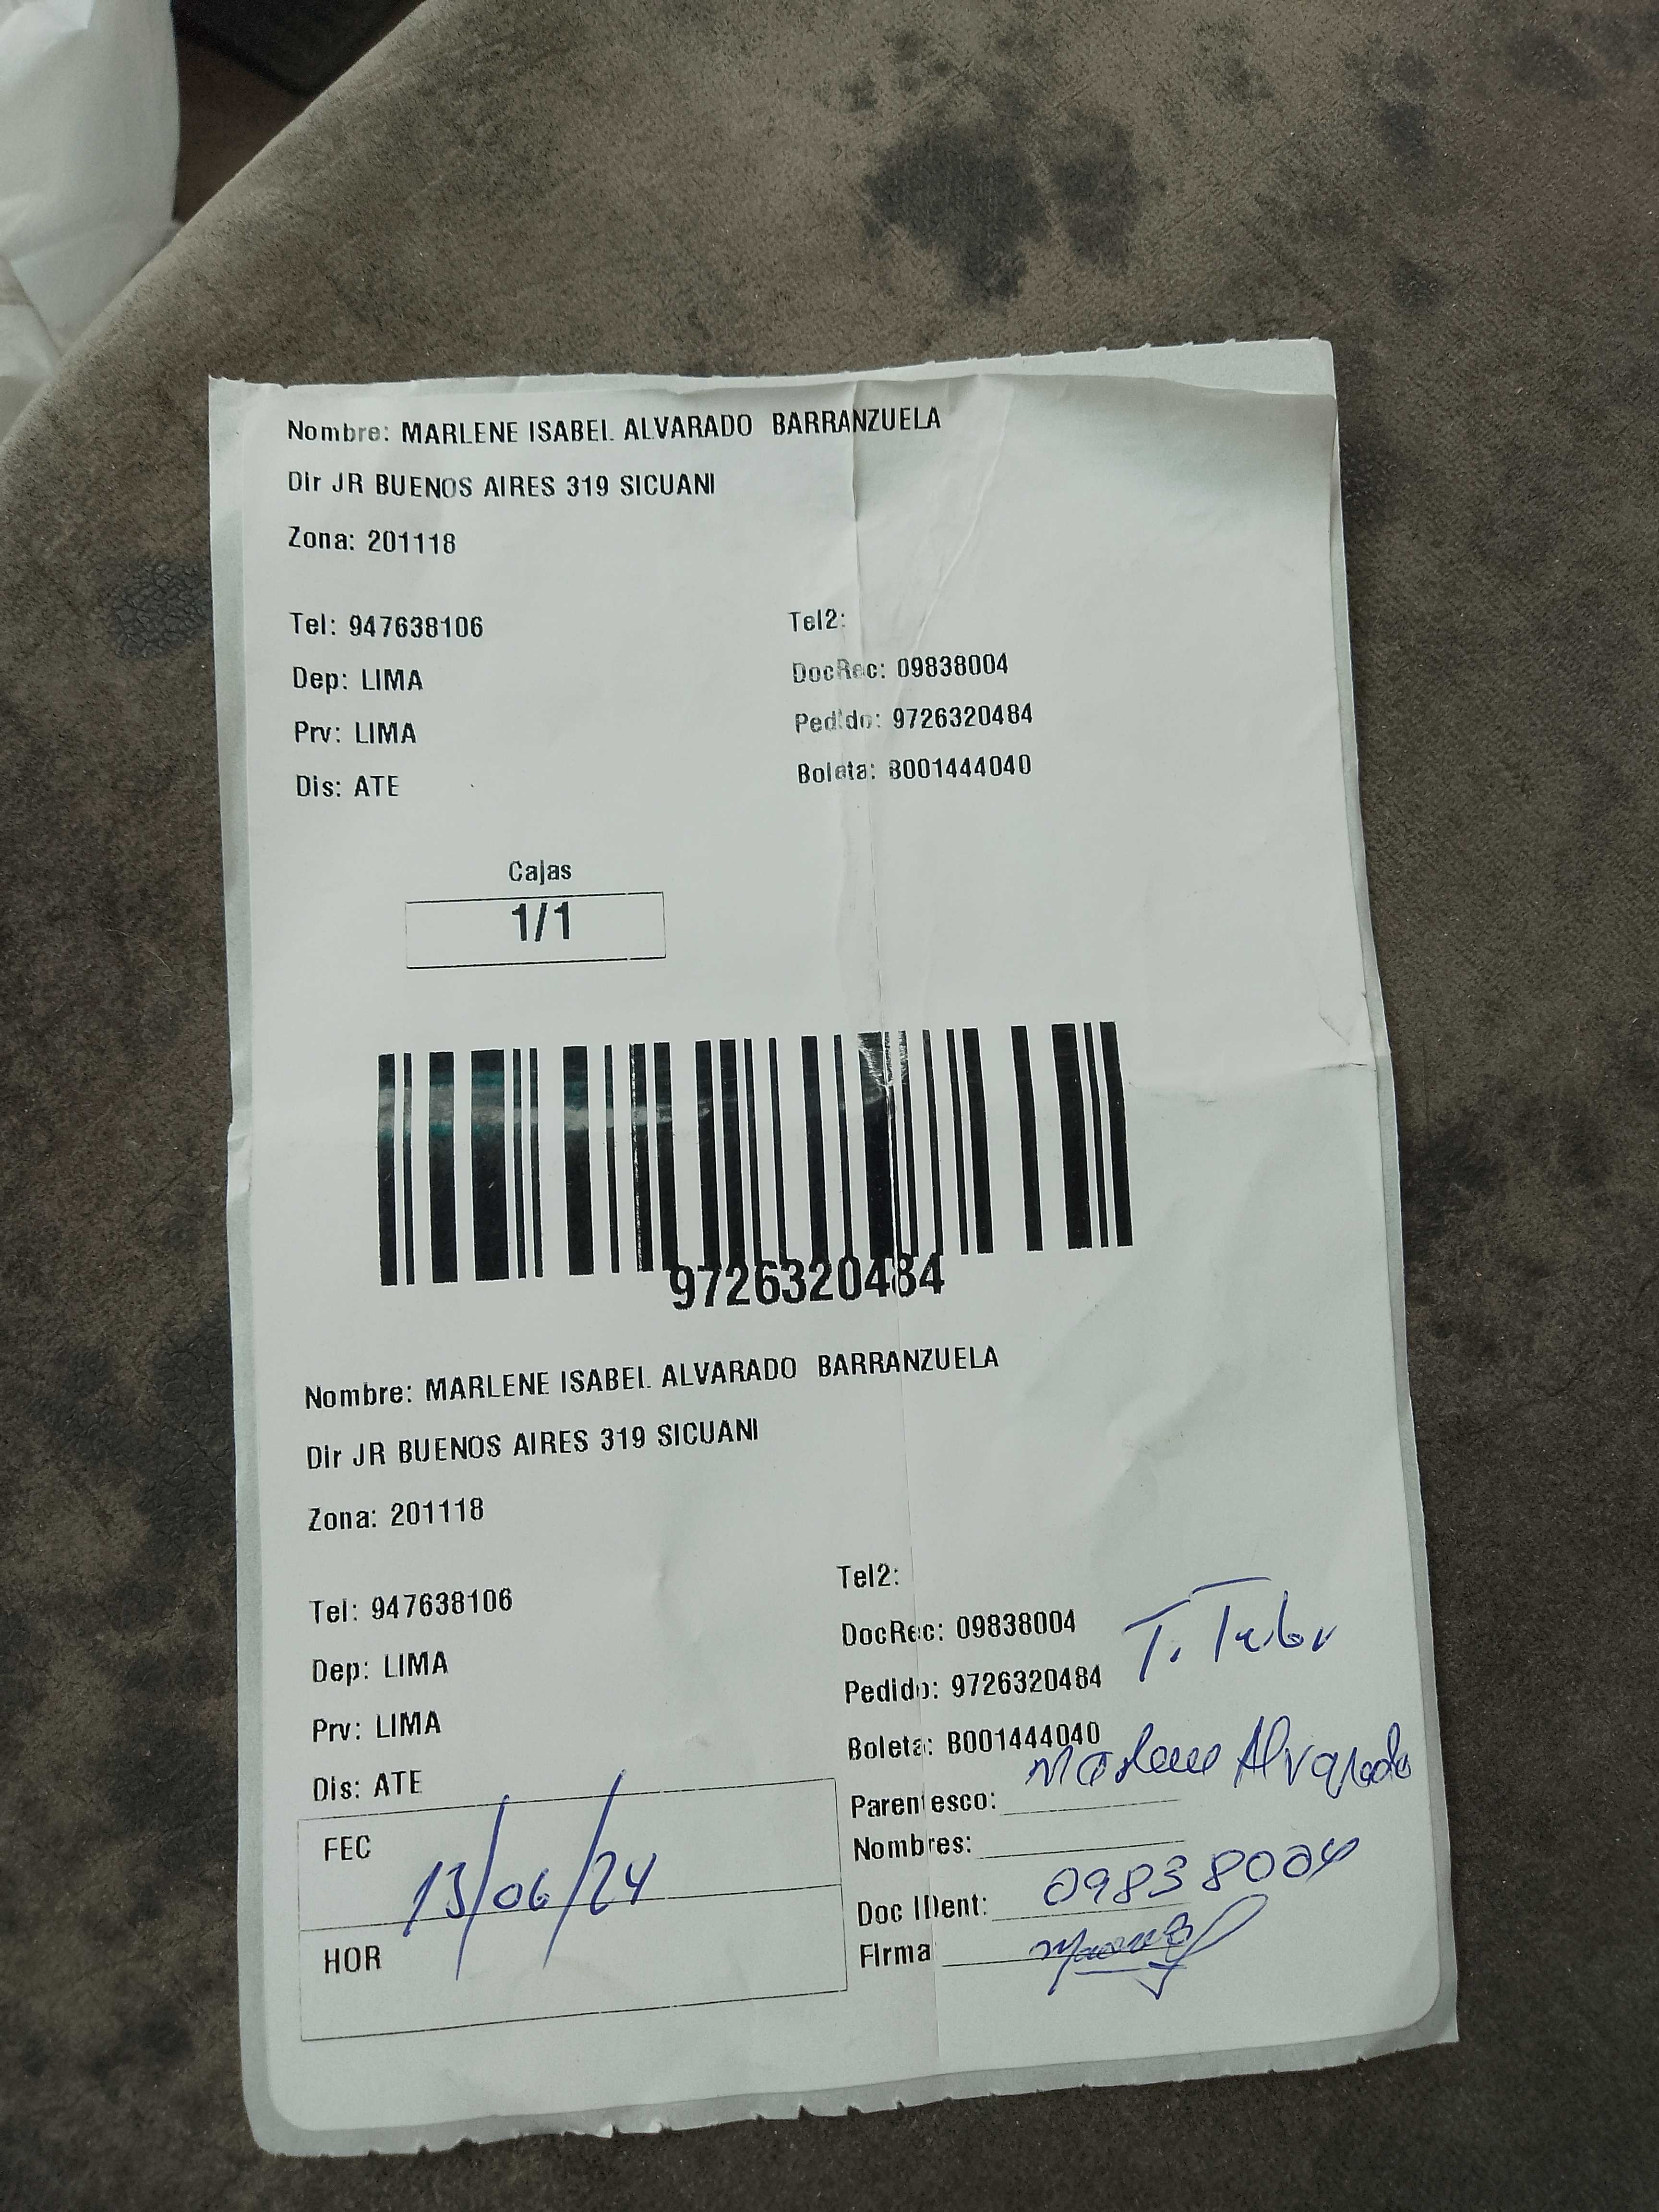 Nombre: MARLENE ISABEL ALVARADO BARRANZUELA
Dir JR BUENOS AIRES 319 SICUANI
Zona: 201118
Tel: 947638106 Tel2:
Dep: LIMA DocRec: 09838004
Prv: LIMA Pedido: 9726320484
Dis: ATE Boleta: B001444040
Cajas
1/1
9726320484
Nombre: MARLENE ISABEL ALVARADO BARRANZUELA
Dir JR BUENOS AIRES 319 SICUANI
Zona: 201118
Tel: 947638106 Tel2:
Dep: LIMA DocRec: 09838004
Prv: LIMA Pedido: 9726320484
Dis: ATE Boleta: B001444040
Marlene Alvarado
Parentesco:
FEC 13/06/24 Nombres:
Doc IDent: 09838004
HOR Firma